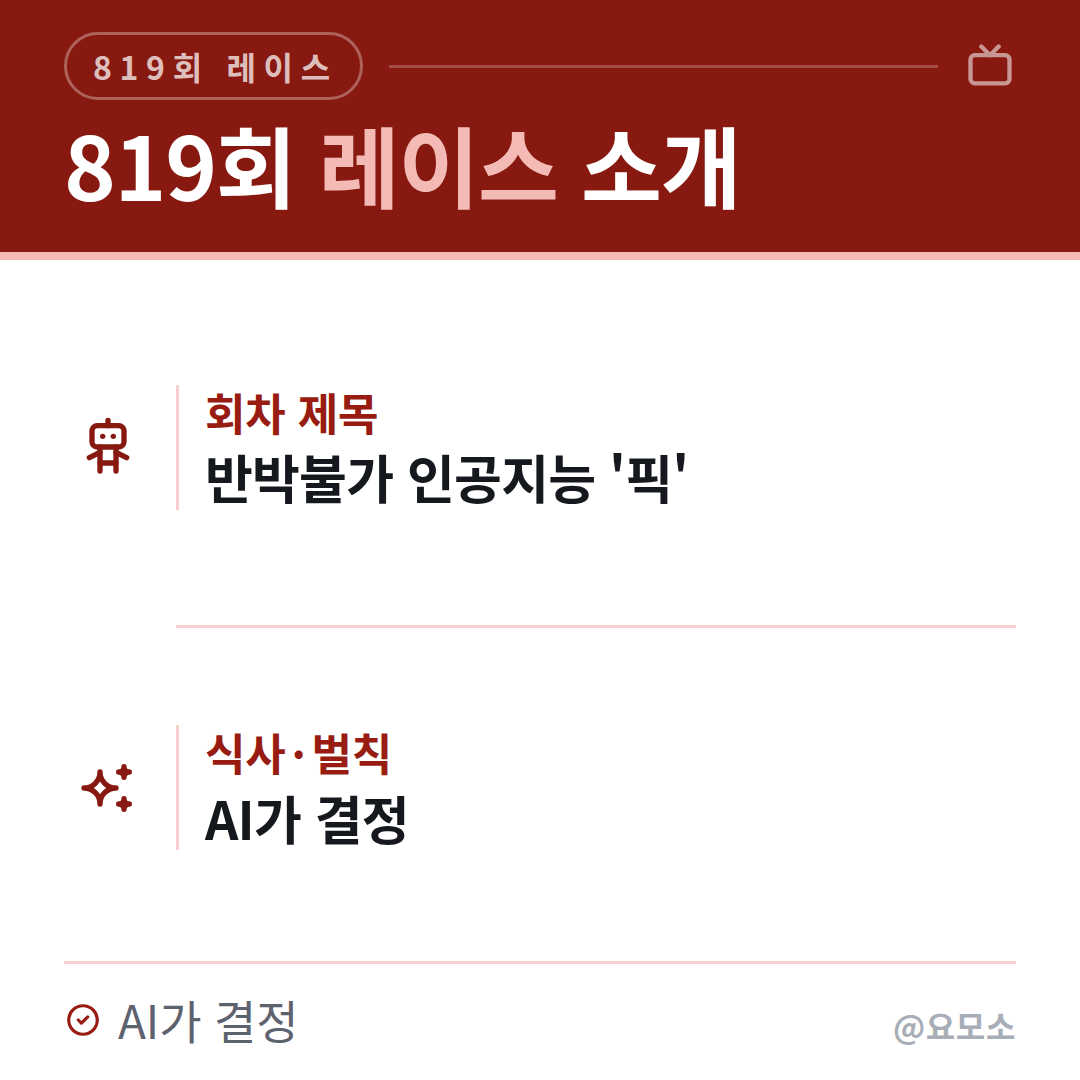 819회 레이스
819회 레이스 소개
회차 제목
반박불가 인공지능 '픽'
식사·벌칙
AI가 결정
AI가 결정
@요모소